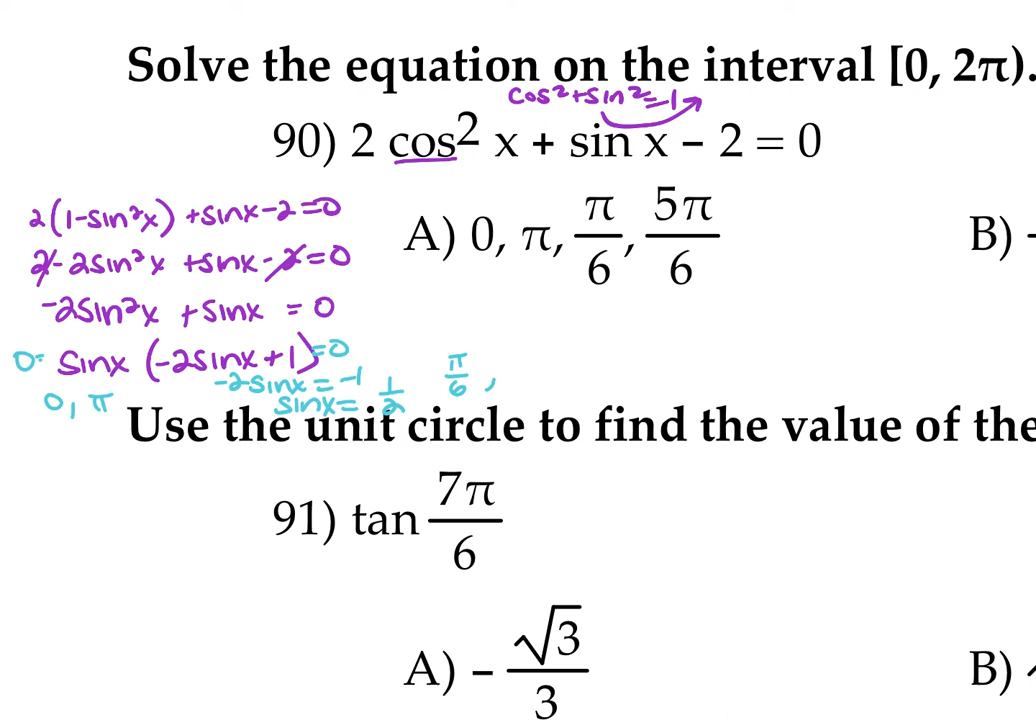 Solve the equation on the interval [0, 2π).
cos²+sin²=1
90) 2 cos² x + sin x – 2 = 0
2(1-sin²x) +sinx-2=0
A) 0, π, π/6, 5π/6
B) -
2-2sin²x +sinx-2=0
-2sin²x +sinx = 0
0= sinx (-2sinx+1)=0
-2sinx = -1
π/6 ,
0, π
sinx= 1/2
Use the unit circle to find the value of the
91) tan 7π/6
A) – √3/3
B)